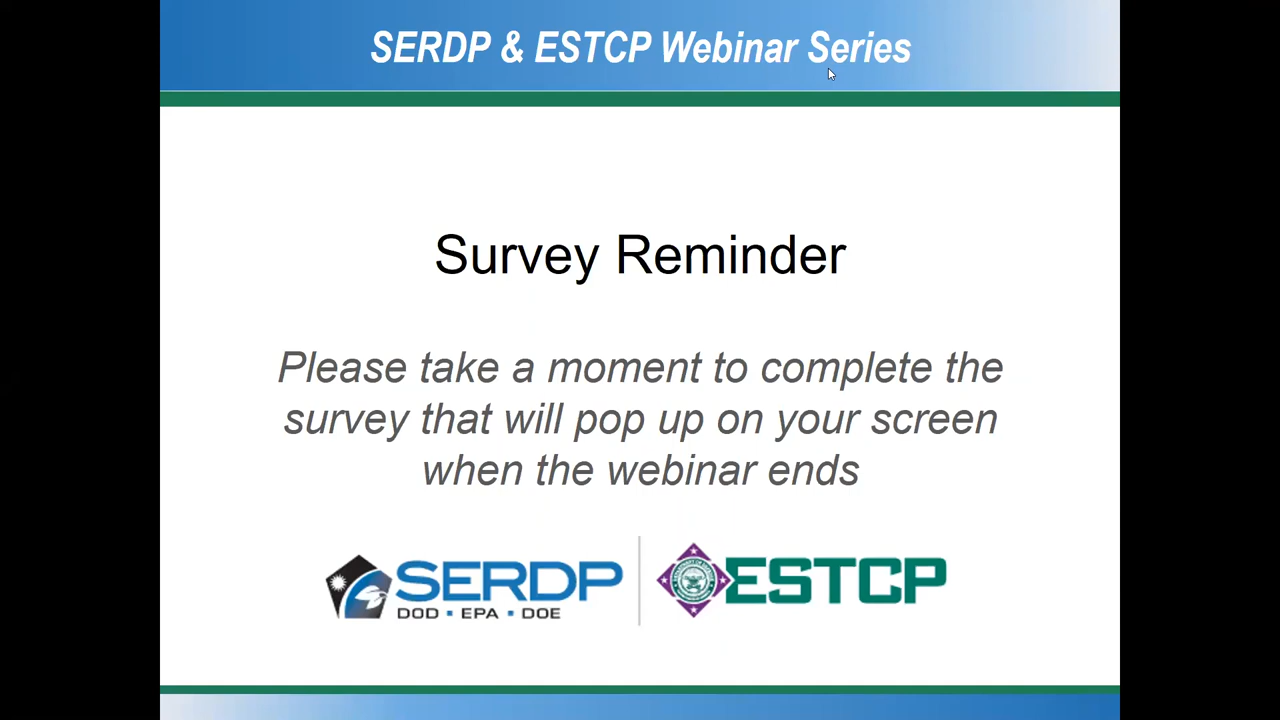 SERDP & ESTCP Webinar Series
Survey Reminder
Please take a moment to complete the
survey that will pop up on your screen
when the webinar ends
SERDP
DOD • EPA • DOE
ESTCP